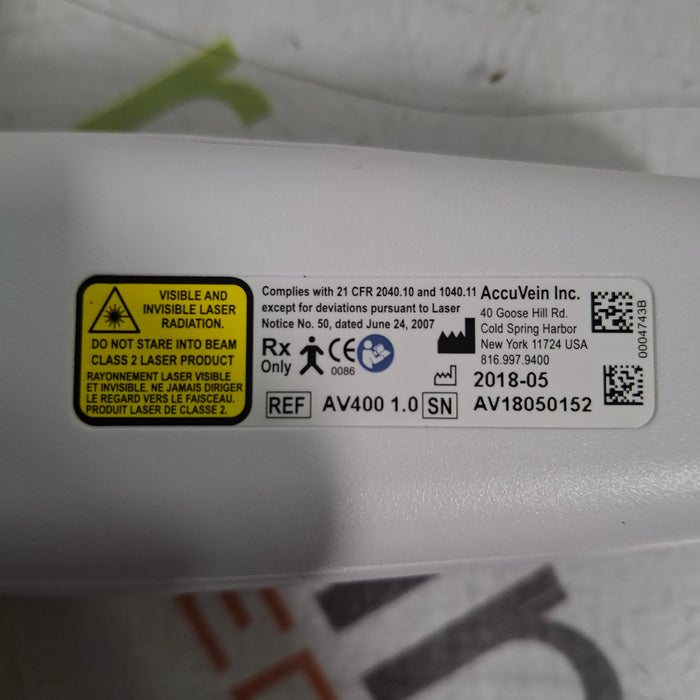 VISIBLE AND
INVISIBLE LASER
RADIATION.
DO NOT STARE INTO BEAM
CLASS 2 LASER PRODUCT
RAYONNEMENT LASER VISIBLE
ET INVISIBLE. NE JAMAIS DIRIGER
LE REGARD VERS LE FAISCEAU.
PRODUIT LASER DE CLASSE 2.
Complies with 21 CFR 2040.10 and 1040.11
except for deviations pursuant to Laser
Notice No. 50, dated June 24, 2007
Rx
Only
CE
0086
REF AV400 1.0
AccuVein Inc.
40 Goose Hill Rd.
Cold Spring Harbor
New York 11724 USA
816.997.9400
2018-05
SN AV18050152
0004743B